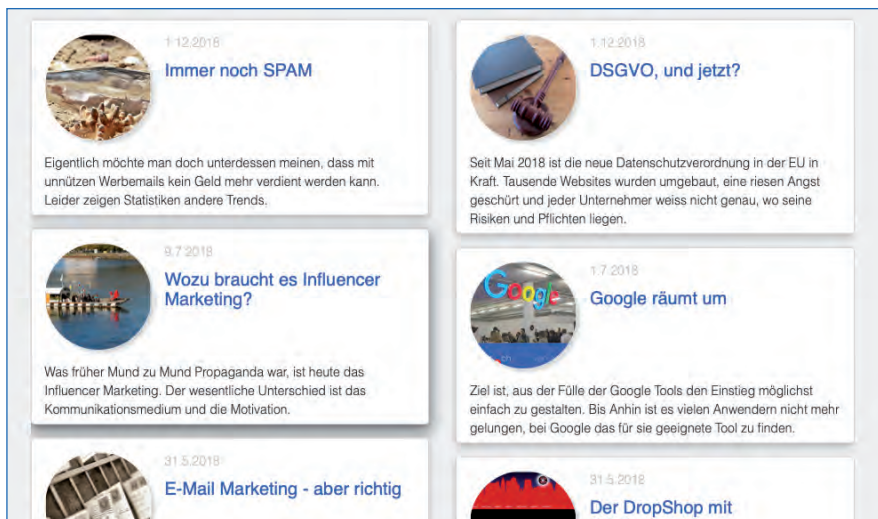 1.12.2018
Immer noch SPAM
Eigentlich möchte man doch unterdessen meinen, dass mit
unnützen Werbemails kein Geld mehr verdient werden kann.
Leider zeigen Statistiken andere Trends.
1.12.2018
DSGVO, und jetzt?
Seit Mai 2018 ist die neue Datenschutzverordnung in der EU in
Kraft. Tausende Websites wurden umgebaut, eine riesen Angst
geschürt und jeder Unternehmer weiss nicht genau, wo seine
Risiken und Pflichten liegen.
9.7.2018
Wozu braucht es Influencer
Marketing?
Was früher Mund zu Mund Propaganda war, ist heute das
Influencer Marketing. Der wesentliche Unterschied ist das
Kommunikationsmedium und die Motivation.
1.7.2018
Google räumt um
Google
Ziel ist, aus der Fülle der Google Tools den Einstieg möglichst
einfach zu gestalten. Bis Anhin ist es vielen Anwendern nicht mehr
gelungen, bei Google das für sie geeignete Tool zu finden.
31.5.2018
E-Mail Marketing - aber richtig
31.5.2018
Der DropShop mit